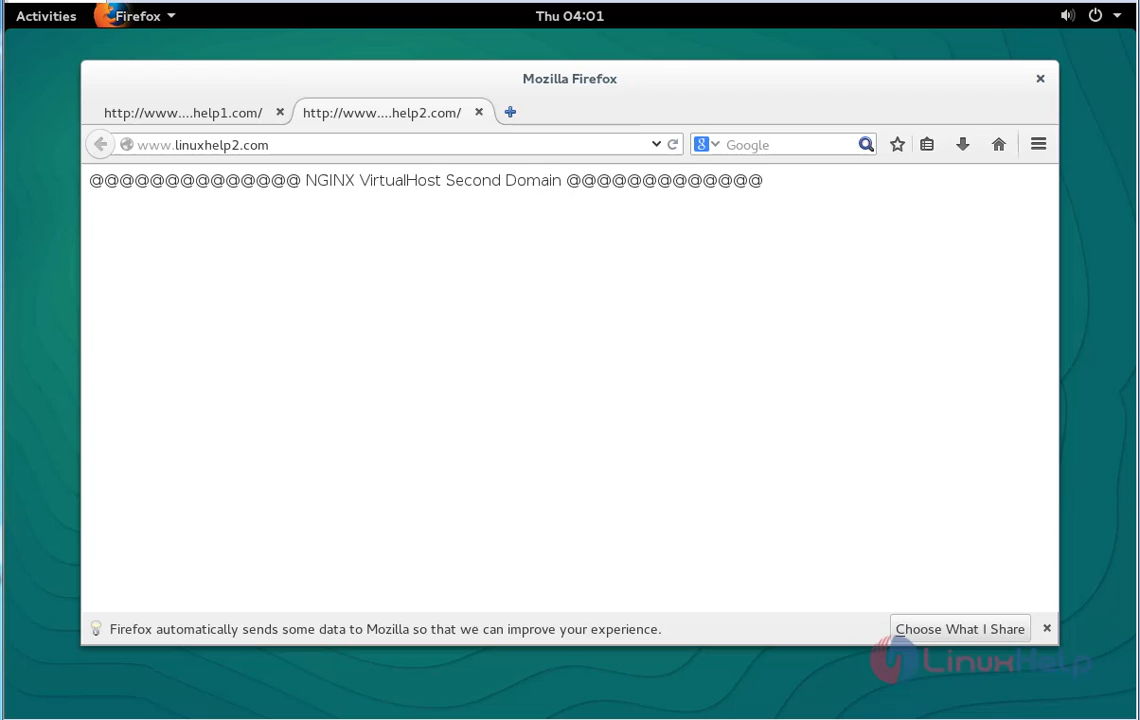 Activities Firefox Thu 04:01
Mozilla Firefox
http://www....help1.com/ http://www....help2.com/
www.linuxhelp2.com Google
@@@@@@@@@@@@@@ NGINX VirtualHost Second Domain @@@@@@@@@@@@@
Firefox automatically sends some data to Mozilla so that we can improve your experience. Choose What I Share
LinuxHelp